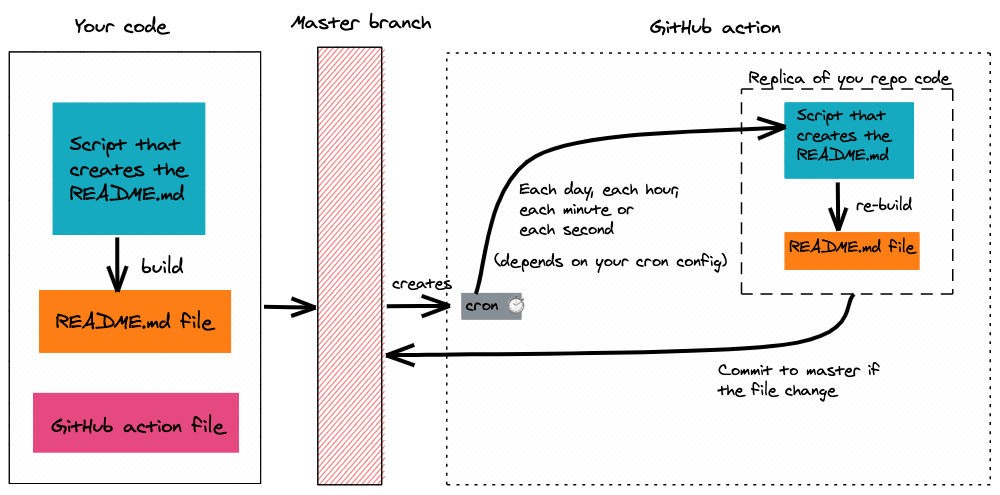 Your code
Script that
creates the
README.md
build
README.md file
GitHub action file
Master branch
creates
GitHub action
cron
Each day, each hour,
each minute or
each second
(depends on your cron config)
Replica of you repo code
Script that
creates the
README.md
re-build
README.md file
Commit to master if
the file change